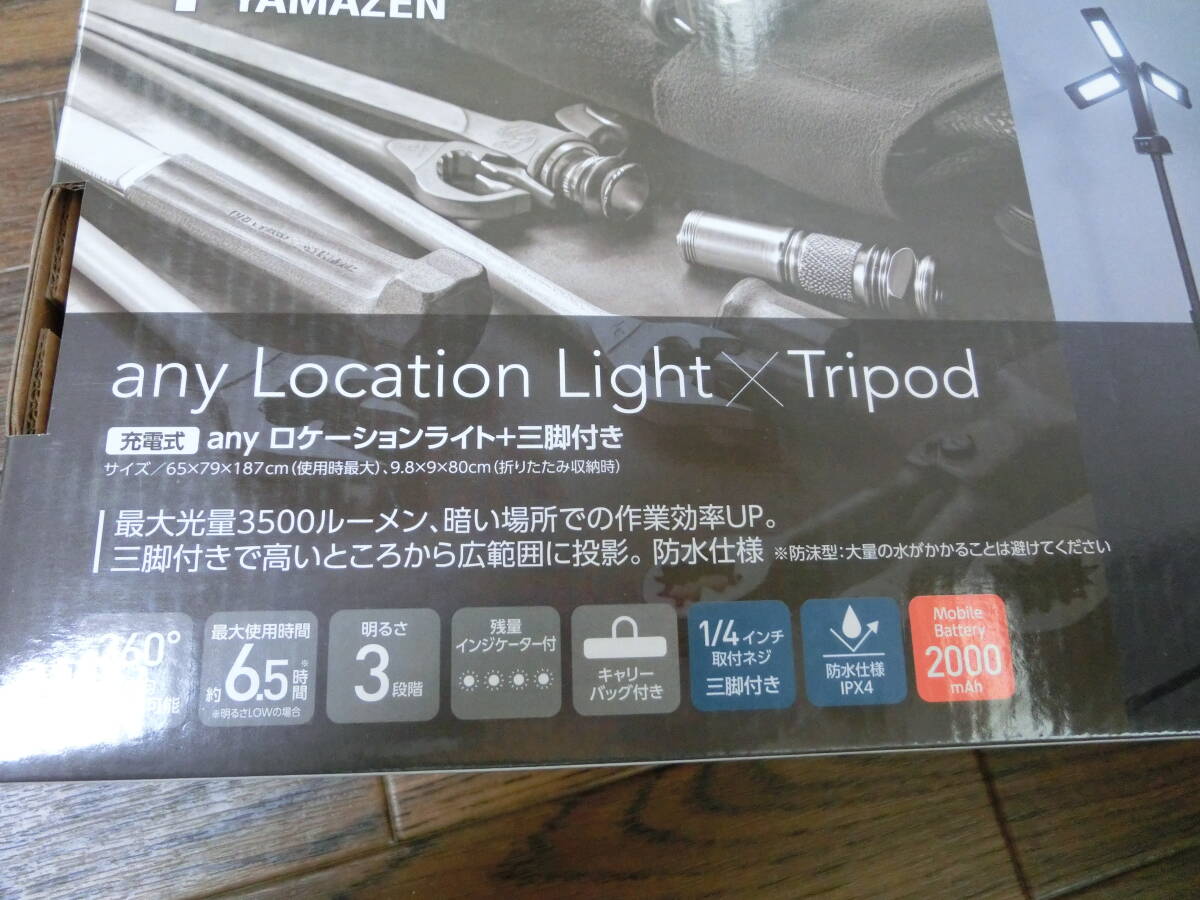 YAMAZEN
any Location Light × Tripod
充電式 any ロケーションライト+三脚付き
サイズ/65×79×187cm(使用時最大)、9.8×9×80cm(折りたたみ収納時)
最大光量3500ルーメン、暗い場所での作業効率UP。
三脚付きで高いところから広範囲に投影。防水仕様 ※防沫型:大量の水がかかることは避けてください
360°
可能
最大使用時間
約6.5時間※
※明るさLOWの場合
明るさ
3段階
残量
インジケーター付
キャリー
バッグ付き
1/4インチ
取付ネジ
三脚付き
防水仕様
IPX4
Mobile
Battery
2000
mAh